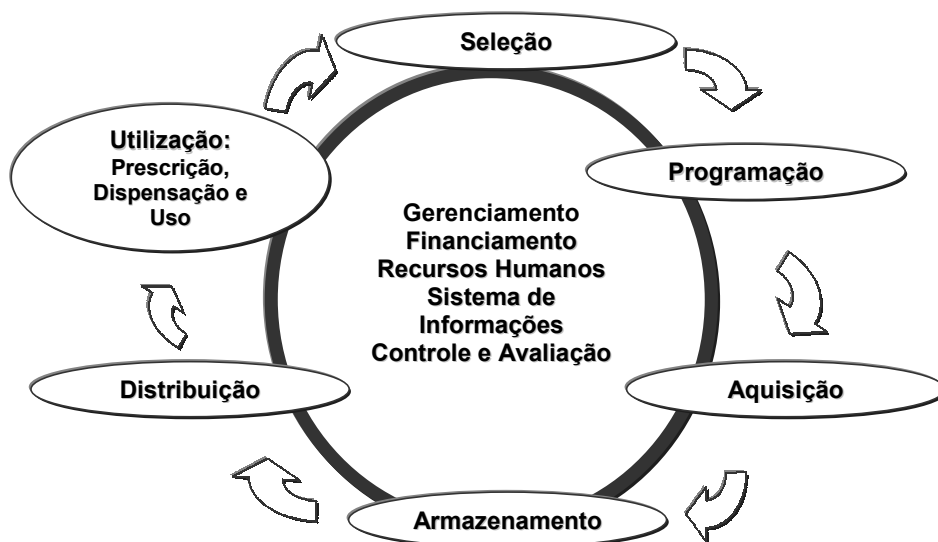 Seleção
Programação
Aquisição
Armazenamento
Distribuição
Utilização:
Prescrição,
Dispensação e
Uso
Gerenciamento
Financiamento
Recursos Humanos
Sistema de
Informações
Controle e Avaliação